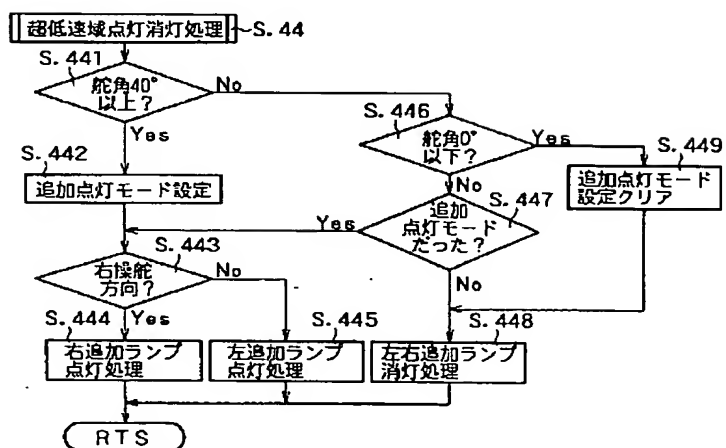 超低速域点灯消灯処理
S.44
S.441
舵角40°
以上?
No
Yes
S.446
舵角0°
以下?
Yes
No
S.449
追加点灯モード
設定クリア
S.442
追加点灯モード設定
Yes
追加
点灯モード
だった?
S.447
No
S.443
右操舵
方向?
No
Yes
S.444
右追加ランプ
点灯処理
S.445
左追加ランプ
点灯処理
S.448
左右追加ランプ
消灯処理
RTS